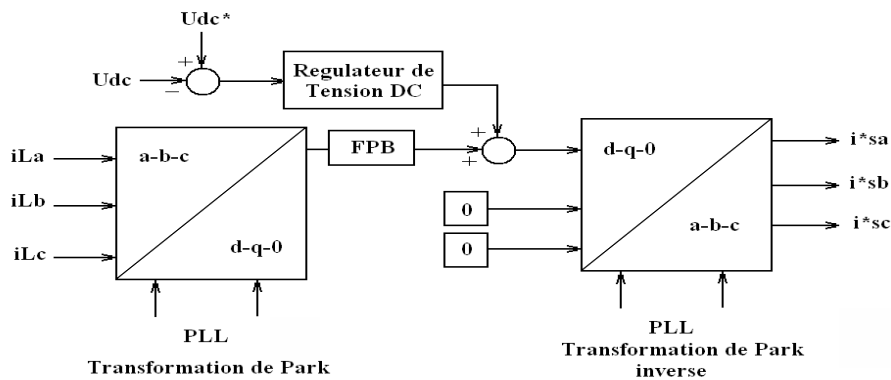 Udc*
+
Udc
−
Regulateur de
Tension DC
iLa
iLb
iLc
a-b-c
d-q-0
FPB
+
+
0
0
d-q-0
a-b-c
i*sa
i*sb
i*sc
PLL
Transformation de Park
PLL
Transformation de Park
inverse